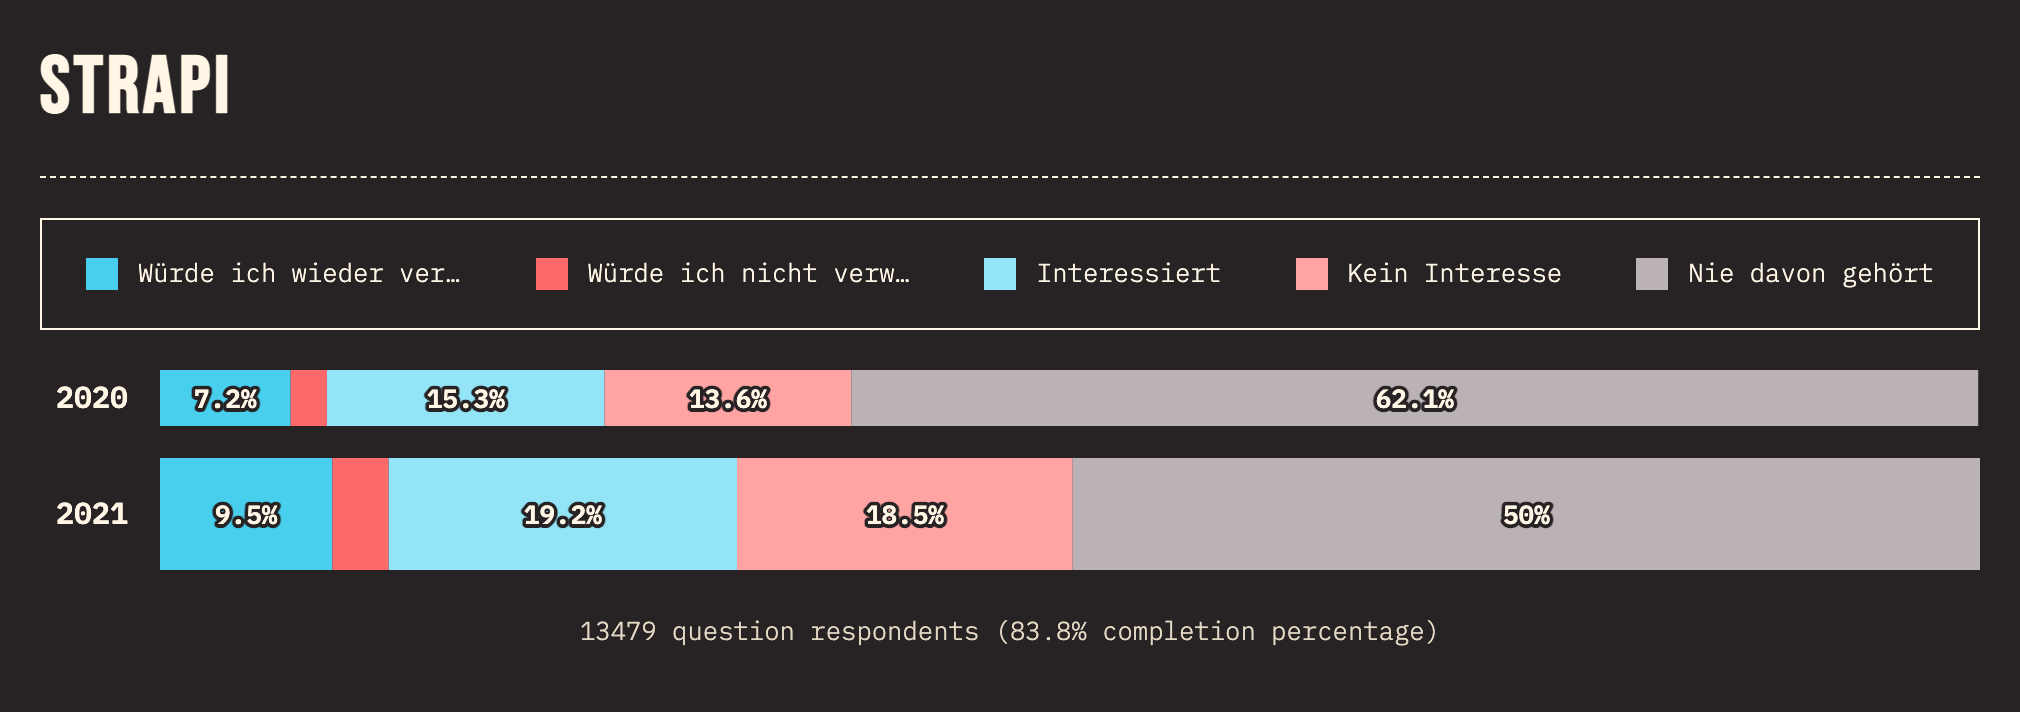 STRAPI
Würde ich wieder ver… Würde ich nicht verw… Interessiert Kein Interesse Nie davon gehört
2020 7.2% 15.3% 13.6% 62.1%
2021 9.5% 19.2% 18.5% 50%
13479 question respondents (83.8% completion percentage)